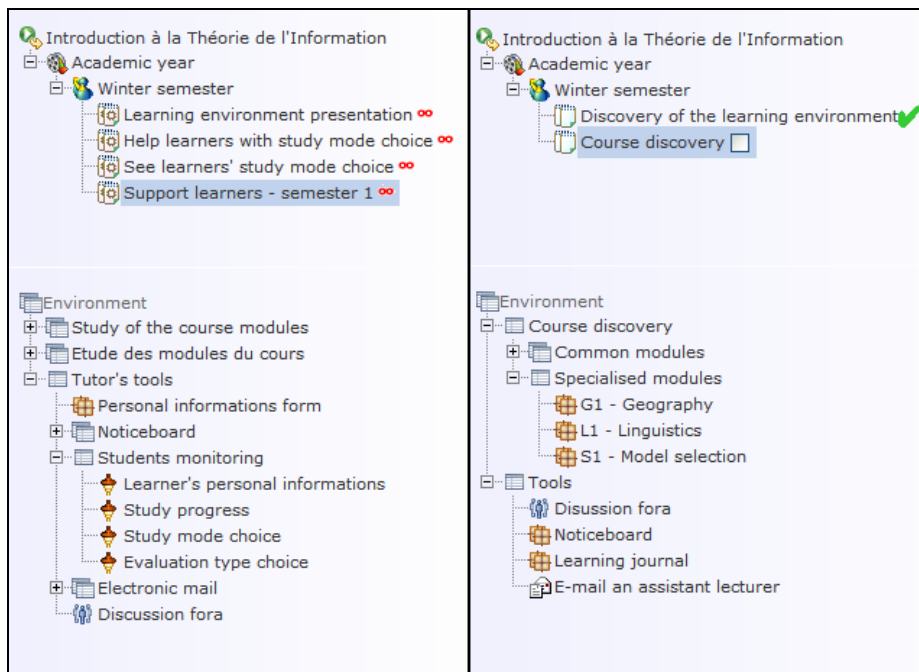 Introduction à la Théorie de l'Information
Academic year
Winter semester
Learning environment presentation
Help learners with study mode choice
See learners' study mode choice
Support learners - semester 1
Environment
Study of the course modules
Etude des modules du cours
Tutor's tools
Personal informations form
Noticeboard
Students monitoring
Learner's personal informations
Study progress
Study mode choice
Evaluation type choice
Electronic mail
Discussion fora
Introduction à la Théorie de l'Information
Academic year
Winter semester
Discovery of the learning environment
Course discovery
Environment
Course discovery
Common modules
Specialised modules
G1 - Geography
L1 - Linguistics
S1 - Model selection
Tools
Disussion fora
Noticeboard
Learning journal
E-mail an assistant lecturer